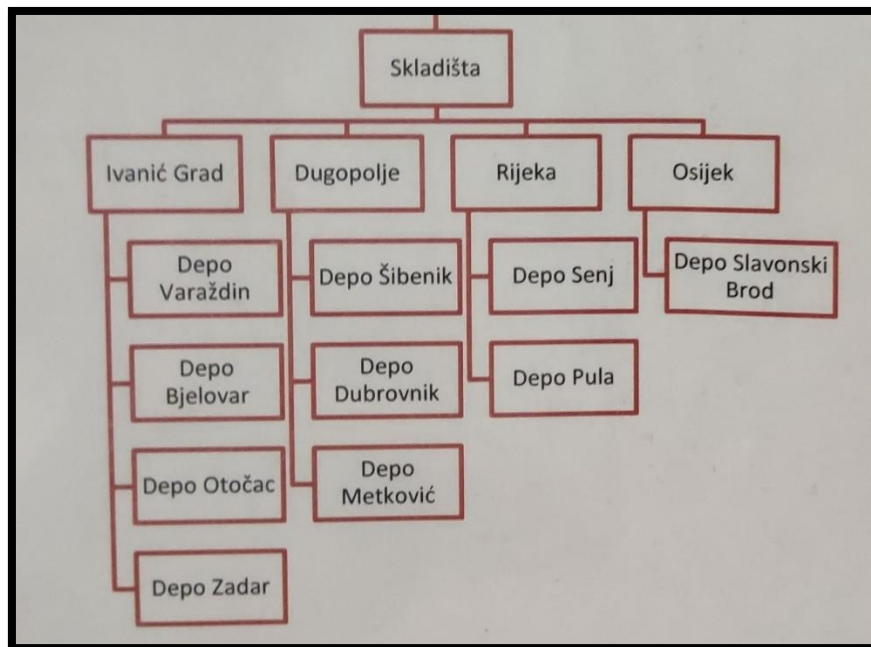 Skladišta
Ivanić Grad
Dugopolje
Rijeka
Osijek
Depo
Varaždin
Depo
Bjelovar
Depo Otočac
Depo Zadar
Depo Šibenik
Depo
Dubrovnik
Depo
Metković
Depo Senj
Depo Pula
Depo Slavonski
Brod